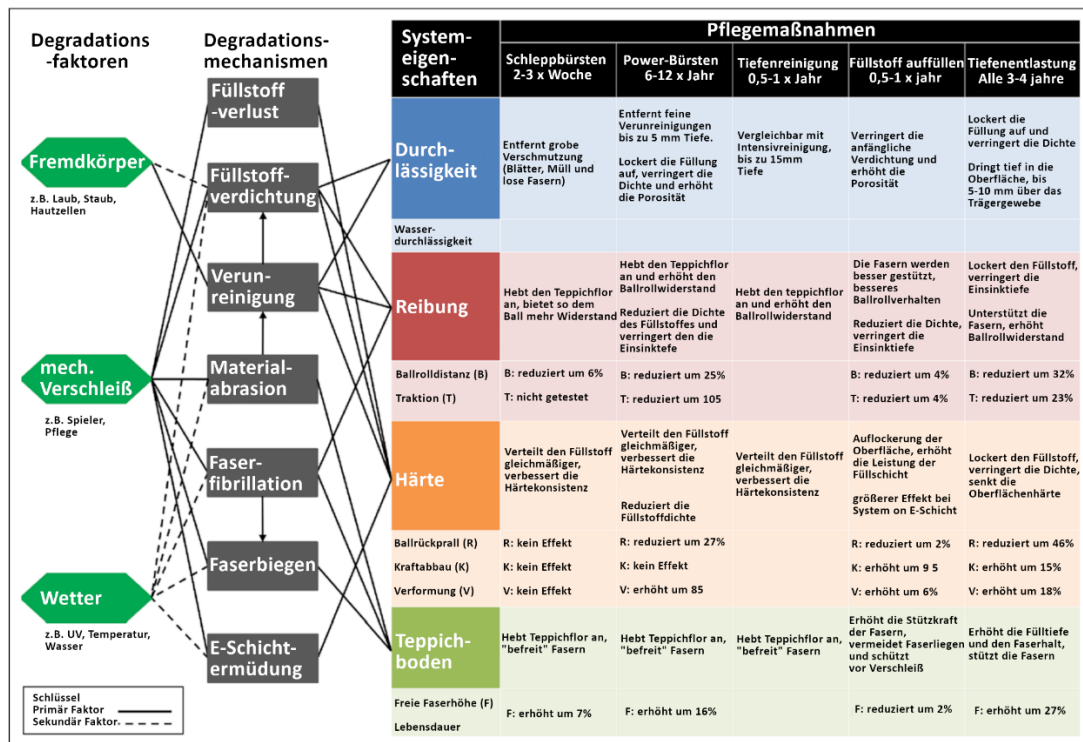 Degradations
-faktoren
Degradations-
mechismen
System-
eigen-
schaften
Pflegemaßnahmen
Schleppbürsten
2-3 x Woche
Power-Bürsten
6-12 x Jahr
Tiefenreinigung
0,5-1 x Jahr
Füllstoff auffüllen
0,5-1 x jahr
Tiefenentlastung
Alle 3-4 jahre
Fremdkörper
z.B. Laub, Staub,
Hautzellen
mech.
Verschleiß
z.B. Spieler,
Pflege
Wetter
z.B. UV, Temperatur,
Wasser
Füllstoff
-verlust
Füllstoff-
verdichtung
Verun-
reinigung
Material-
abrasion
Faser-
fibrillation
Faserbiegen
E-Schicht-
ermüdung
Durch-
lässigkeit
Entfernt grobe
Verschmutzung
(Blätter, Müll und
lose Fasern)
Entfernt feine
Verunreinigungen
bis zu 5 mm Tiefe.
Lockert die Füllung
auf, verringert die
Dichte und erhöht
die Porosität
Vergleichbar mit
Intensivreinigung,
bis zu 15mm
Tiefe
Verringert die
anfängliche
Verdichtung und
erhöht die
Porosität
Lockert die
Füllung auf und
verringert die Dichte
Dringt tief in die
Oberfläche, bis
5-10 mm über das
Trägergewebe
Wasser-
durchlässigkeit
Reibung
Hebt den Teppichflor
an, bietet so dem
Ball mehr Widerstand
Hebt den Teppichflor
an und erhöht den
Ballrollwiderstand
Reduziert die Dichte
des Füllstoffes und
verringert den die
Einsinktefe
Hebt den teppichflor
an und erhöht den
Ballrollwiderstand
Die Fasern werden
besser gestützt,
besseres
Ballrollverhalten
Reduziert die Dichte,
verringert die
Einsinktiefe
Lockert den Füllstoff,
verringert die
Einsinktiefe
Unterstützt die
Fasern, erhöht
Ballrollwiderstand
Ballrolldistanz (B)
B: reduziert um 6%
B: reduziert um 25%
B: reduziert um 4%
B: reduziert um 32%
Traktion (T)
T: nicht getestet
T: reduziert um 105
T: reduziert um 4%
T: reduziert um 23%
Härte
Verteilt den Füllstoff
gleichmäßiger,
verbessert die
Härtekonsistenz
Verteilt den Füllstoff
gleichmäßiger,
verbessert die
Härtekonsistenz
Reduziert die
Füllstoffdichte
Verteilt den Füllstoff
gleichmäßiger,
verbessert die
Härtekonsistenz
Auflockerung der
Oberfläche, erhöht
die Leistung der
Füllschicht
größerer Effekt bei
System on E-Schicht
Lockert den Füllstoff,
verringert die Dichte,
senkt die
Oberflächenhärte
Ballrückprall (R)
R: kein Effekt
R: reduziert um 27%
R: reduziert um 2%
R: reduziert um 46%
Kraftabbau (K)
K: kein Effekt
K: kein Effekt
K: erhöht um 9 5
K: erhöht um 15%
Verformung (V)
V: kein Effekt
V: erhöht um 85
V: erhöht um 6%
V: erhöht um 18%
Teppich-
boden
Hebt Teppichflor an,
"befreit" Fasern
Hebt Teppichflor an,
"befreit" Fasern
Hebt Teppichflor an,
"befreit" Fasern
Erhöht die Stützkraft
der Fasern,
vermeidet Faserliegen
und schützt
vor Verschleiß
Erhöht die Fülltiefe
und den Faserhalt,
stützt die Fasern
Freie Faserhöhe (F)
F: erhöht um 7%
F: erhöht um 16%
F: reduziert um 2%
F: erhöht um 27%
Lebensdauer
Schlüssel
Primär Faktor
Sekundär Faktor